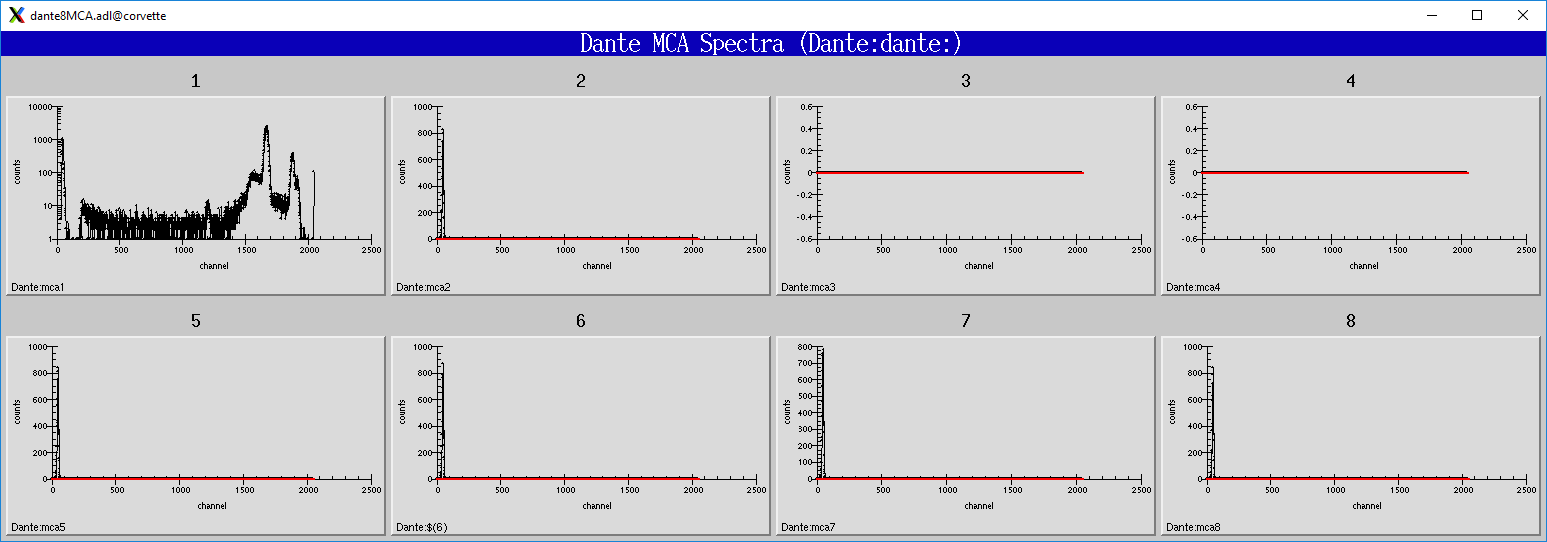 dante8MCA.adl@corvette
Dante MCA Spectra (Dante:dante:)
1
10000
1000
100
10
1
counts
0 500 1000 1500 2000 2500
channel
Dante:mca1
2
1000
800
600
400
200
0
counts
0 500 1000 1500 2000 2500
channel
Dante:mca2
3
0.6
0.4
0.2
0
-0.2
-0.4
-0.6
counts
0 500 1000 1500 2000 2500
channel
Dante:mca3
4
0.6
0.4
0.2
0
-0.2
-0.4
-0.6
counts
0 500 1000 1500 2000 2500
channel
Dante:mca4
5
1000
800
600
400
200
0
counts
0 500 1000 1500 2000 2500
channel
Dante:mca5
6
1000
800
600
400
200
0
counts
0 500 1000 1500 2000 2500
channel
Dante:$(6)
7
800
700
600
500
400
300
200
100
0
counts
0 500 1000 1500 2000 2500
channel
Dante:mca7
8
1000
800
600
400
200
0
counts
0 500 1000 1500 2000 2500
channel
Dante:mca8